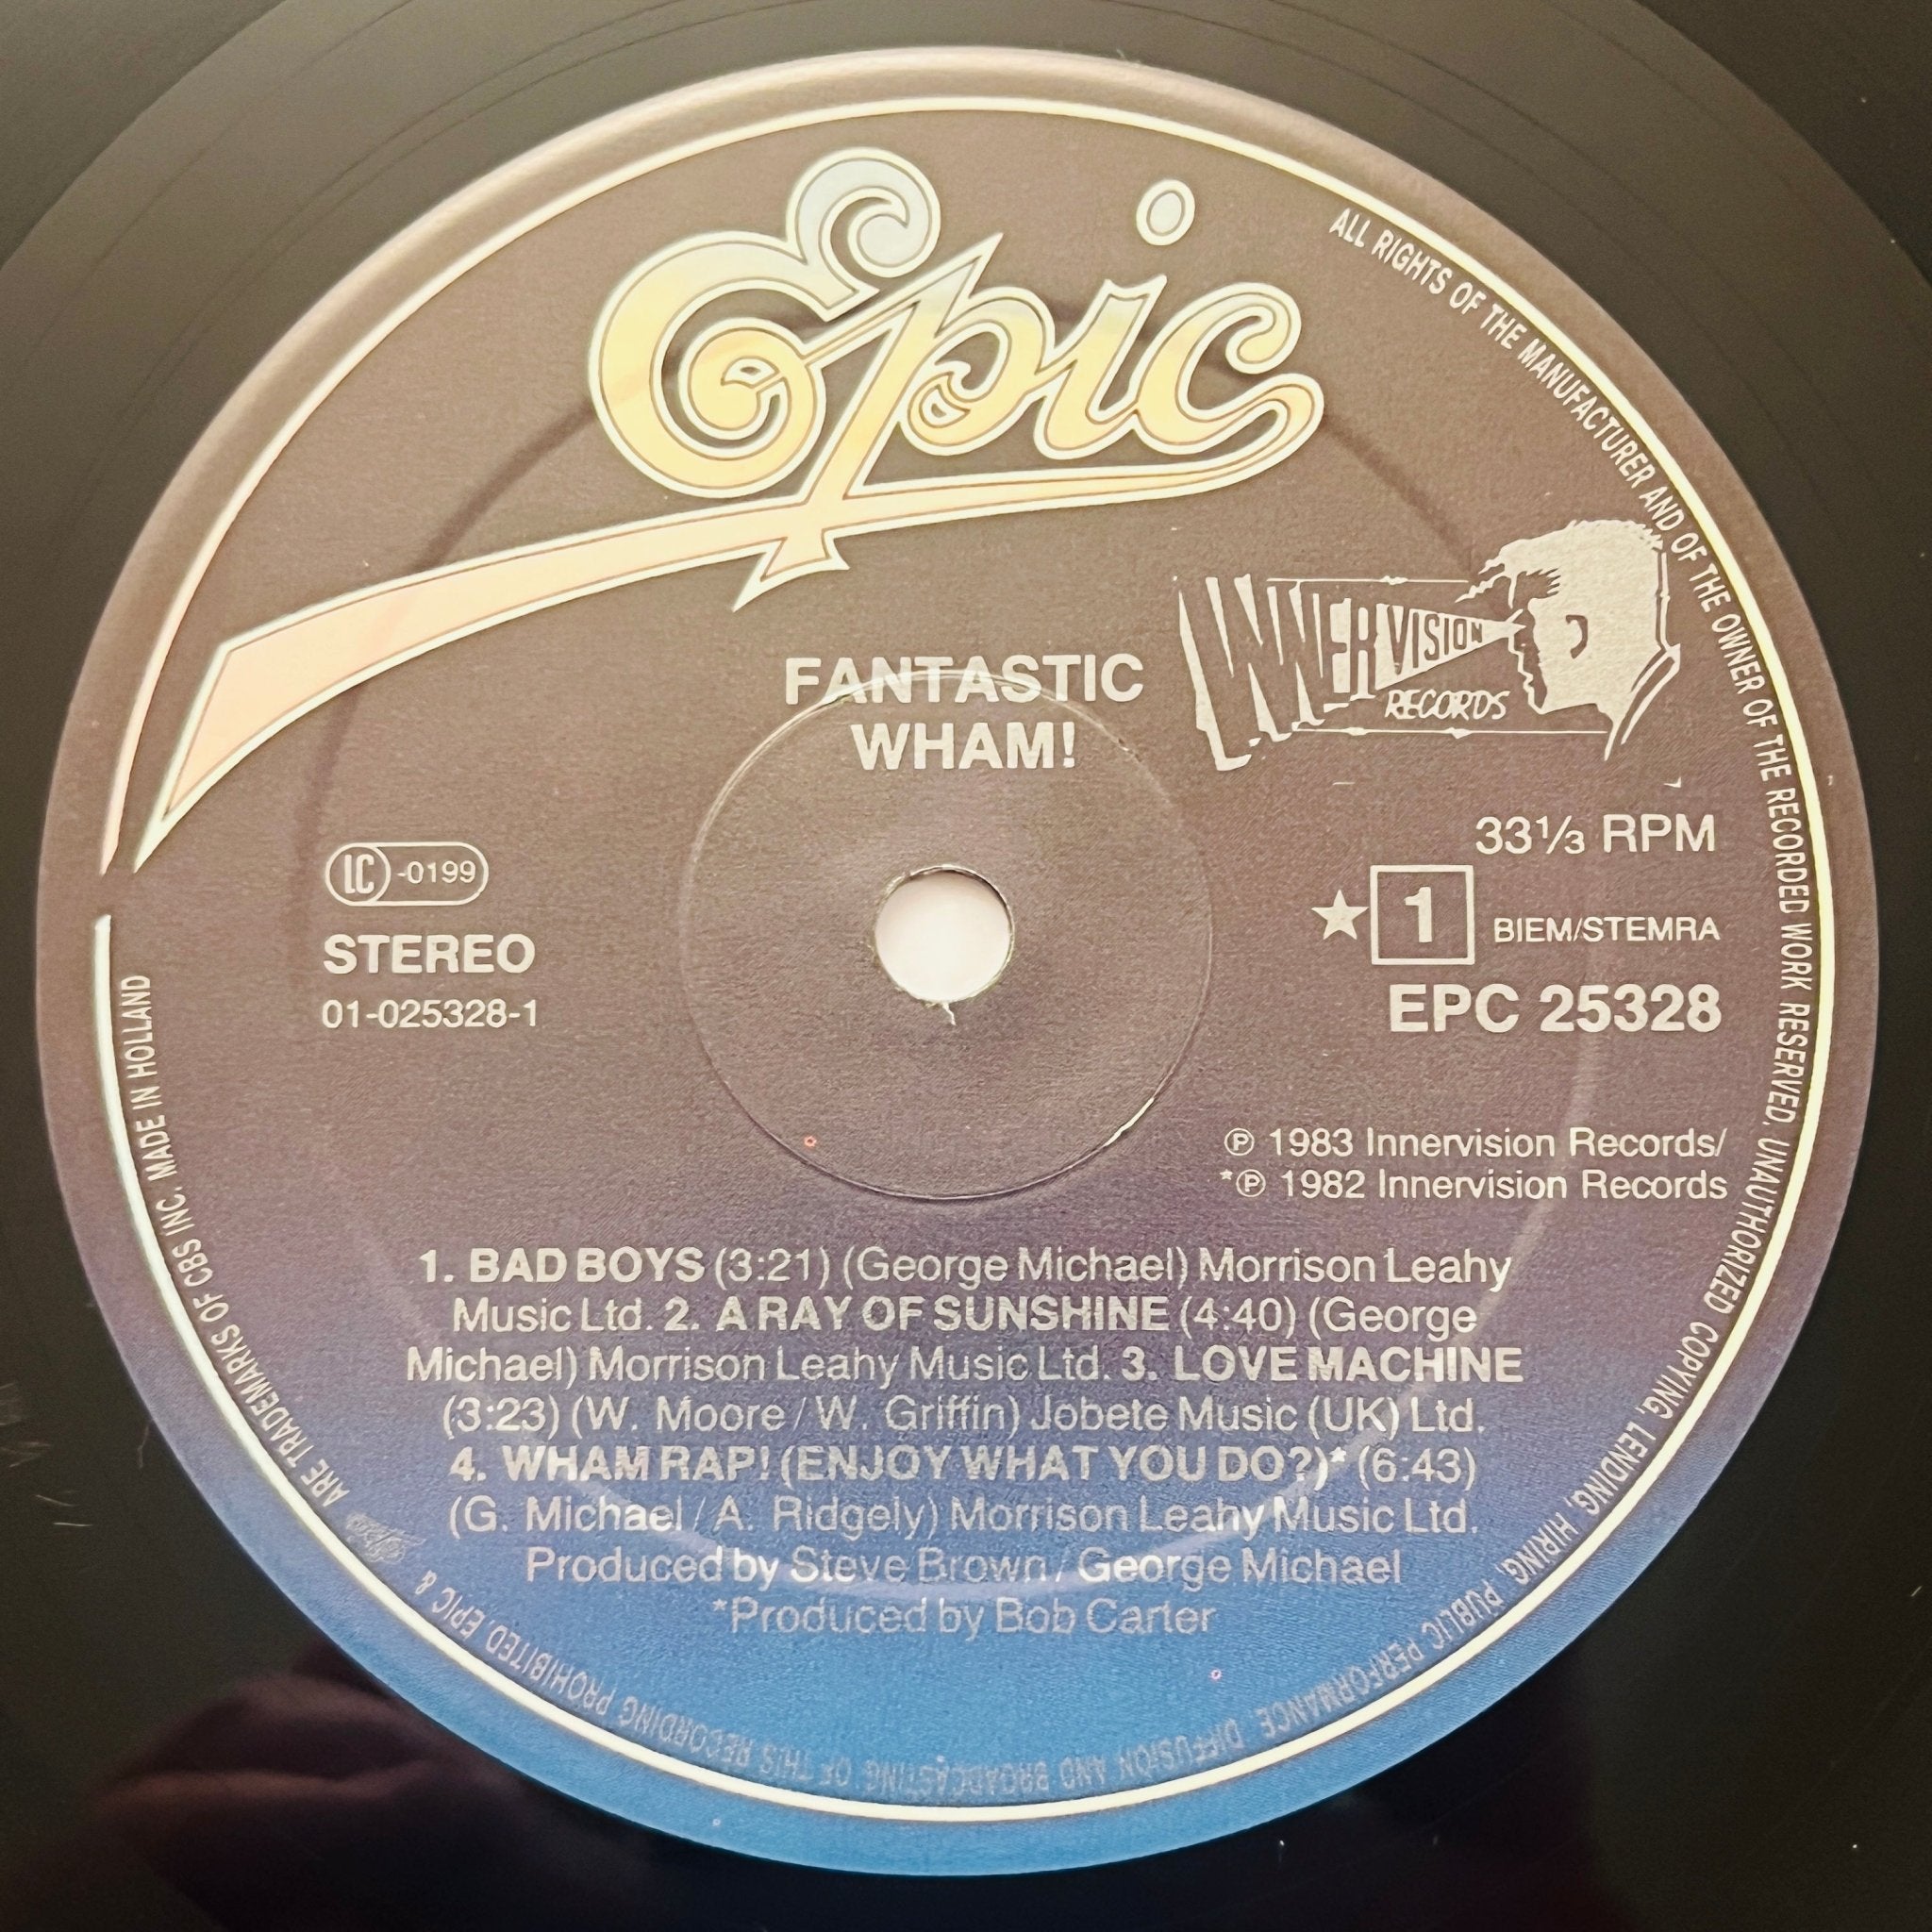 Epic
FANTASTIC
WHAM!
INNERVISION
RECORDS
LC -0199
STEREO
01-025328-1
33⅓ RPM
★ 1 BIEM/STEMRA
EPC 25328
℗ 1983 Innervision Records/
*℗ 1982 Innervision Records
1. BAD BOYS (3:21) (George Michael) Morrison Leahy
Music Ltd. 2. A RAY OF SUNSHINE (4:40) (George
Michael) Morrison Leahy Music Ltd. 3. LOVE MACHINE
(3:23) (W. Moore / W. Griffin) Jobete Music (UK) Ltd.
4. WHAM RAP! (ENJOY WHAT YOU DO?)* (6:43)
(G. Michael / A. Ridgely) Morrison Leahy Music Ltd.
Produced by Steve Brown / George Michael
*Produced by Bob Carter
ALL RIGHTS OF THE MANUFACTURER AND OF THE OWNER OF THE RECORDED WORK RESERVED. UNAUTHORIZED COPYING, LENDING, HIRING, PUBLIC PERFORMANCE, DIFFUSION AND BROADCASTING OF THIS RECORDING PROHIBITED. EPIC & ARE TRADEMARKS OF CBS INC. MADE IN HOLLAND